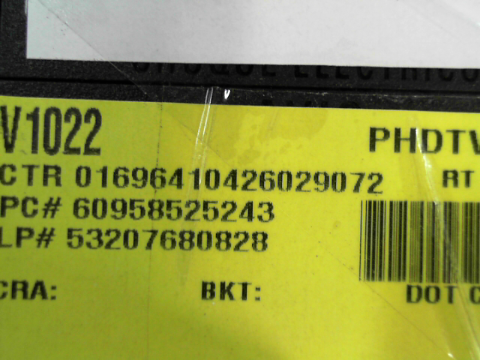 V1022 PHDTV
CTR 01696410426029072 RT
PC# 60958525243
LP# 53207680828
CRA: BKT: DOT C